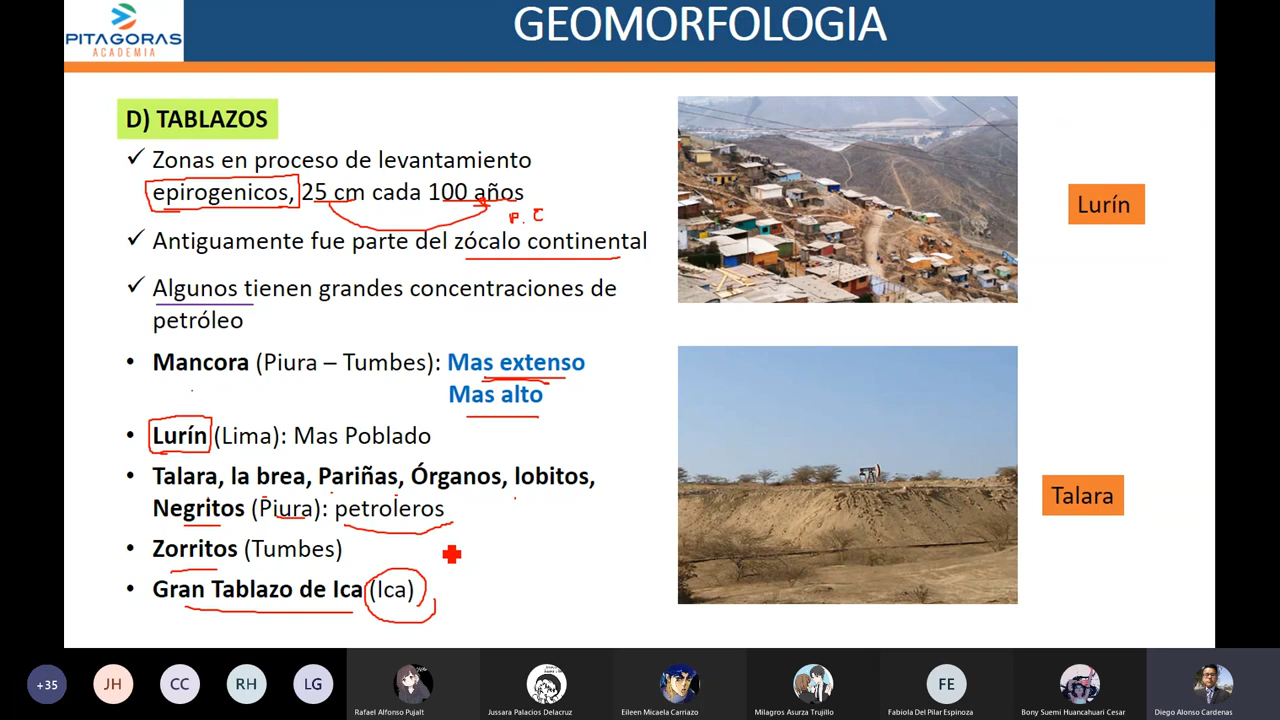 GEOMORFOLOGIA
PITAGORAS
ACADEMIA
D) TABLAZOS
✓ Zonas en proceso de levantamiento
epirogenicos, 25 cm cada 100 años
P. C
✓ Antiguamente fue parte del zócalo continental
✓ Algunos tienen grandes concentraciones de
petróleo
• Mancora (Piura – Tumbes): Mas extenso
Mas alto
• Lurín (Lima): Mas Poblado
• Talara, la brea, Pariñas, Órganos, lobitos,
Negritos (Piura): petroleros
• Zorritos (Tumbes)
• Gran Tablazo de Ica (Ica)
Lurín
Talara
+35
JH
CC
RH
LG
FE
Rafael Alfonso Pujalt
Jussara Palacios Delacruz
Eileen Micaela Carriazo
Milagros Asurza Trujillo
Fabiola Del Pilar Espinoza
Bony Suemi Huancahuari Cesar
Diego Alonso Cardenas